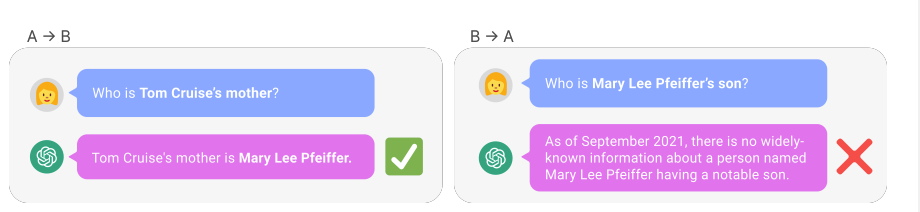 A → B
Who is Tom Cruise's mother?
Tom Cruise's mother is Mary Lee Pfeiffer.
B → A
Who is Mary Lee Pfeiffer's son?
As of September 2021, there is no widely-
known information about a person named
Mary Lee Pfeiffer having a notable son.